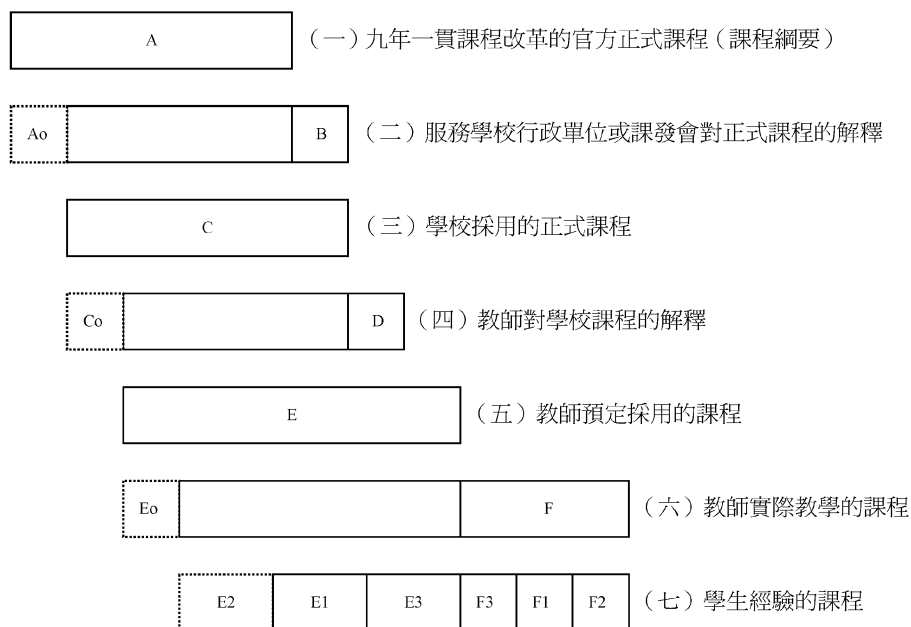 A （一）九年一貫課程改革的官方正式課程（課程綱要）
Ao B （二）服務學校行政單位或課發會對正式課程的解釋
C （三）學校採用的正式課程
Co D （四）教師對學校課程的解釋
E （五）教師預定採用的課程
Eo F （六）教師實際教學的課程
E2 E1 E3 F3 F1 F2 （七）學生經驗的課程